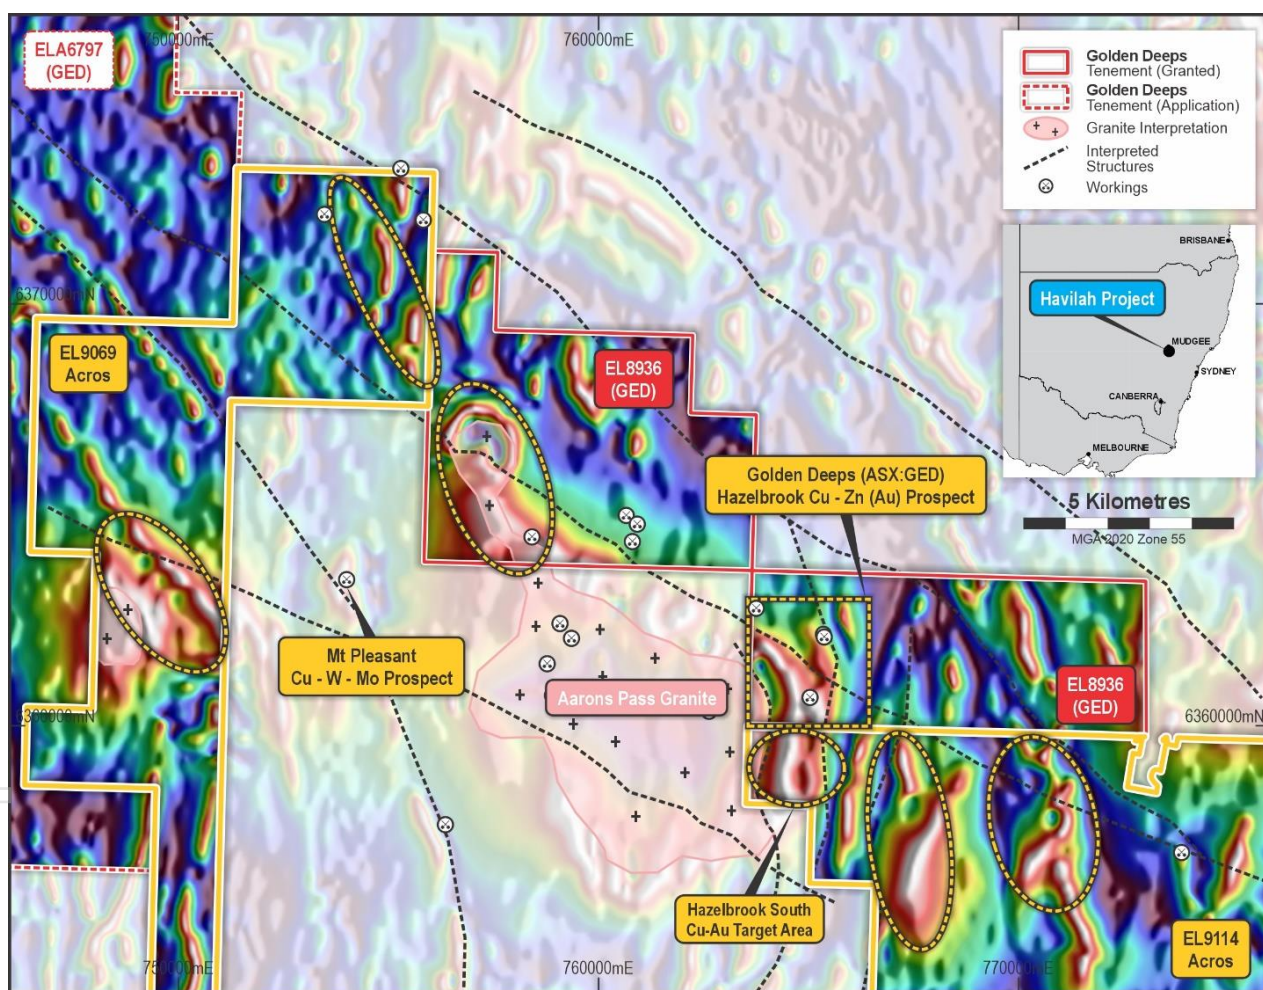 ELA6797
(GED)
750000mE
760000mE
Golden Deeps
Tenement (Granted)
Golden Deeps
Tenement (Application)
Granite Interpretation
Interpreted
Structures
Workings
BRISBANE
Havilah Project
MUDGEE
SYDNEY
CANBERRA
MELBOURNE
6370000mN
EL9069
Acros
EL8936
(GED)
Golden Deeps (ASX:GED)
Hazelbrook Cu - Zn (Au) Prospect
5 Kilometres
MGA 2020 Zone 55
Mt Pleasant
Cu - W - Mo Prospect
Aarons Pass Granite
EL8936
(GED)
6360000mN
6360000mN
Hazelbrook South
Cu-Au Target Area
EL9114
Acros
750000mE
760000mE
770000mE